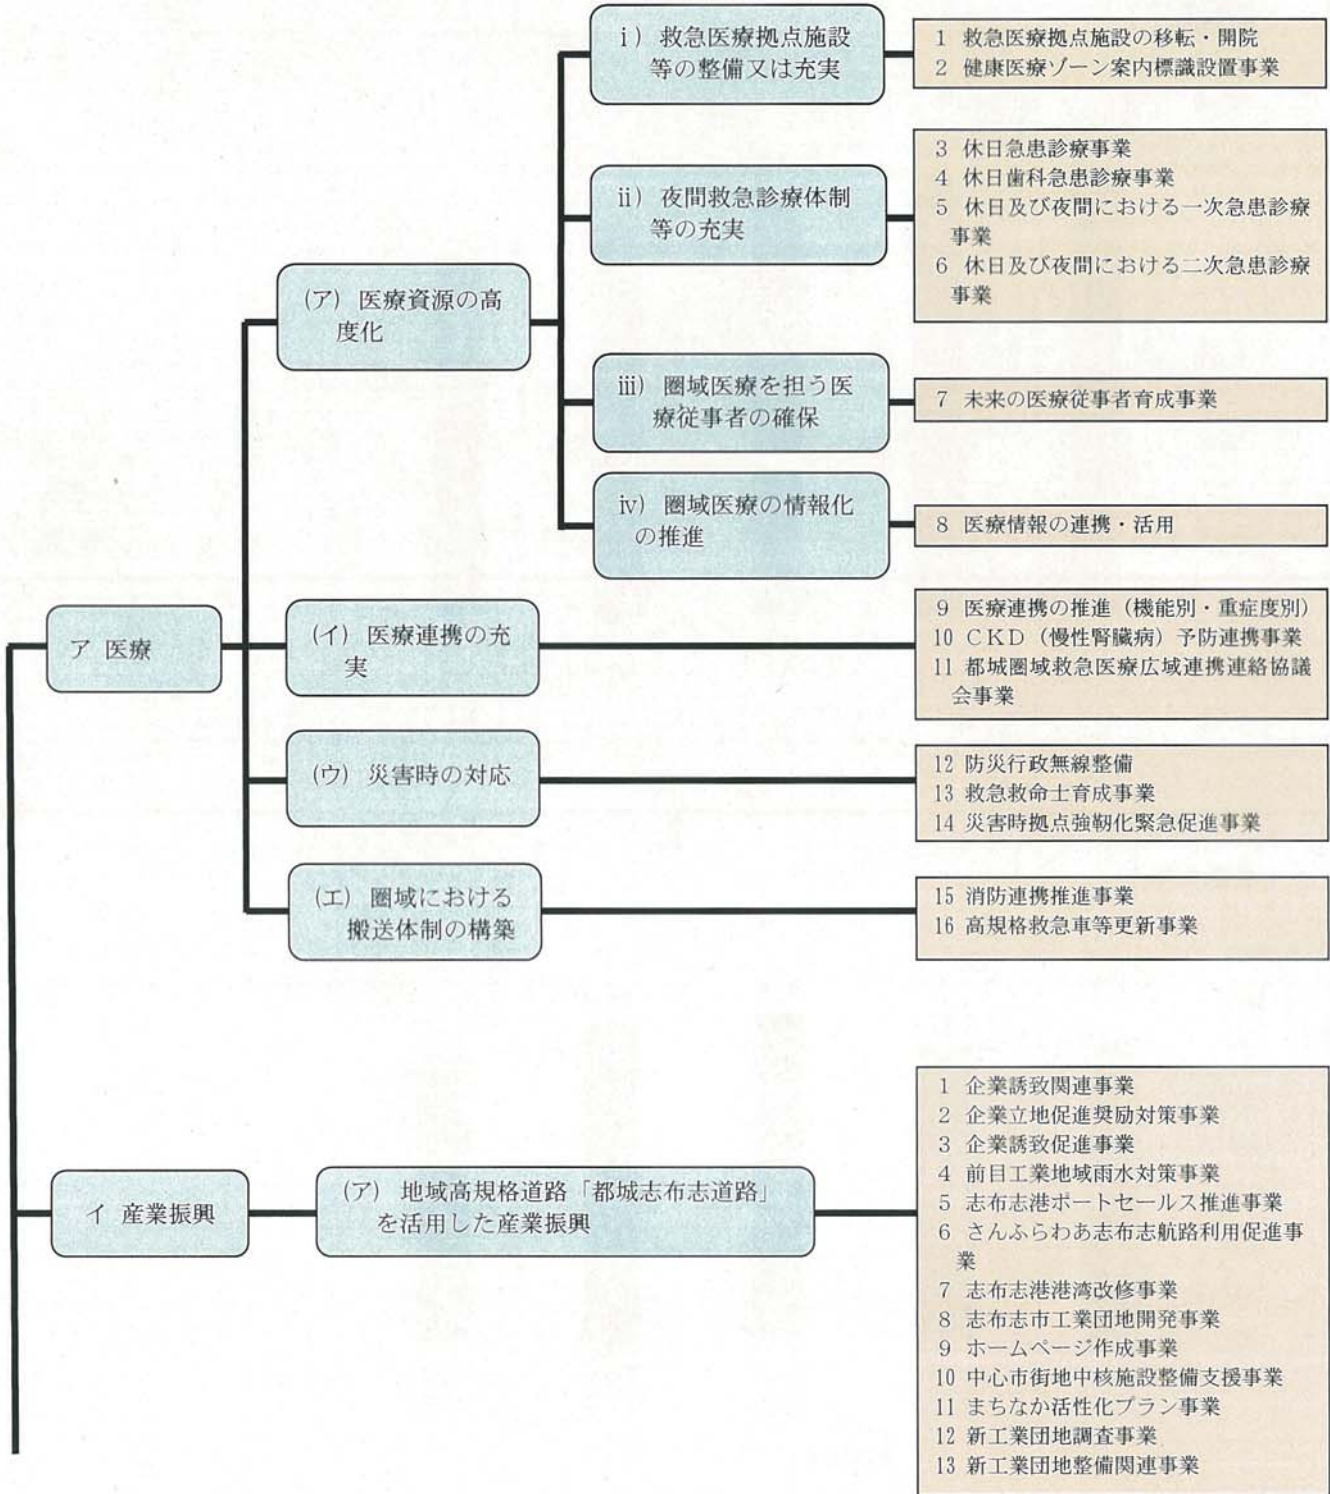 ア 医療
(ア) 医療資源の高
度化
i) 救急医療拠点施設
等の整備又は充実
1 救急医療拠点施設の移転・開院
2 健康医療ゾーン案内標識設置事業
ii) 夜間救急診療体制
等の充実
3 休日急患診療事業
4 休日歯科急患診療事業
5 休日及び夜間における一次急患診療
事業
6 休日及び夜間における二次急患診療
事業
iii) 圏域医療を担う医
療従事者の確保
7 未来の医療従事者育成事業
iv) 圏域医療の情報化
の推進
8 医療情報の連携・活用
(イ) 医療連携の充
実
9 医療連携の推進（機能別・重症度別）
10 CKD（慢性腎臓病）予防連携事業
11 都城圏域救急医療広域連携連絡協議
会事業
(ウ) 災害時の対応
12 防災行政無線整備
13 救急救命士育成事業
14 災害時拠点強靭化緊急促進事業
(エ) 圏域における
搬送体制の構築
15 消防連携推進事業
16 高規格救急車等更新事業
イ 産業振興
(ア) 地域高規格道路「都城志布志道路」
を活用した産業振興
1 企業誘致関連事業
2 企業立地促進奨励対策事業
3 企業誘致促進事業
4 前目工業地域雨水対策事業
5 志布志港ポートセールス推進事業
6 さんふらわあ志布志航路利用促進事
業
7 志布志港港湾改修事業
8 志布志市工業団地開発事業
9 ホームページ作成事業
10 中心市街地中核施設整備支援事業
11 まちなか活性化プラン事業
12 新工業団地調査事業
13 新工業団地整備関連事業